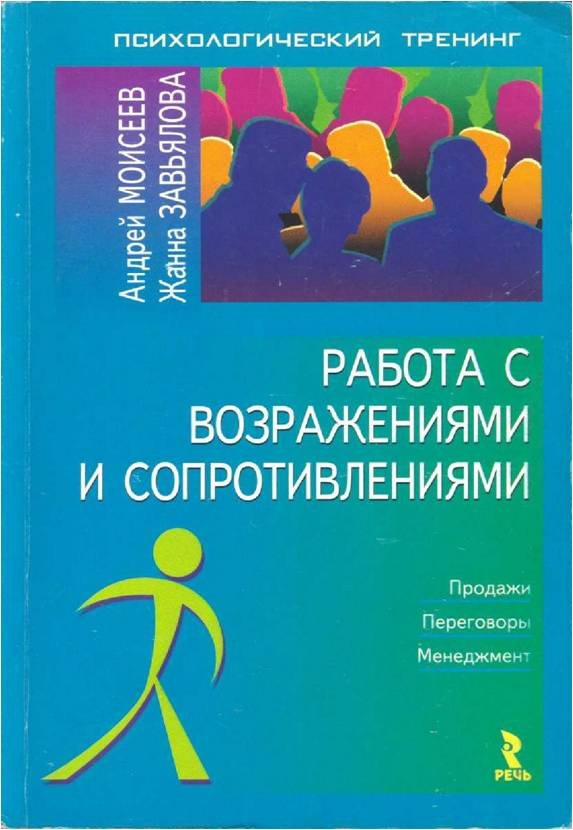 ПСИХОЛОГИЧЕСКИЙ ТРЕНИНГ
Андрей МОИСЕЕВ
Жанна ЗАВЬЯЛОВА
РАБОТА С
ВОЗРАЖЕНИЯМИ
И СОПРОТИВЛЕНИЯМИ
Продажи
Переговоры
Менеджмент
РЕЧЬ